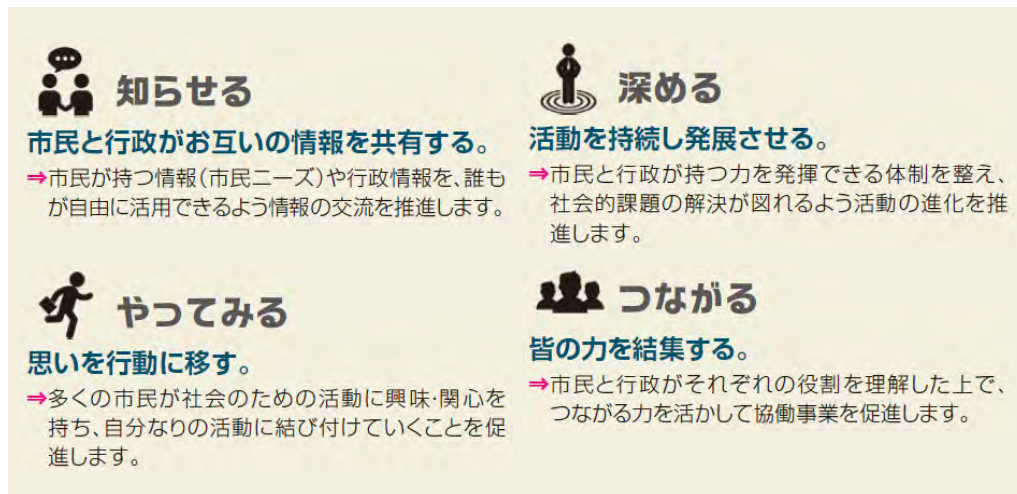 知らせる
市民と行政がお互いの情報を共有する。
⇒市民が持つ情報(市民ニーズ)や行政情報を、誰も
が自由に活用できるよう情報の交流を推進します。
やってみる
思いを行動に移す。
⇒多くの市民が社会のための活動に興味・関心を
持ち、自分なりの活動に結び付けていくことを促
進します。
深める
活動を持続し発展させる。
⇒市民と行政が持つ力を発揮できる体制を整え、
社会的課題の解決が図れるよう活動の進化を推
進します。
つながる
皆の力を結集する。
⇒市民と行政がそれぞれの役割を理解した上で、
つながる力を活かして協働事業を促進します。